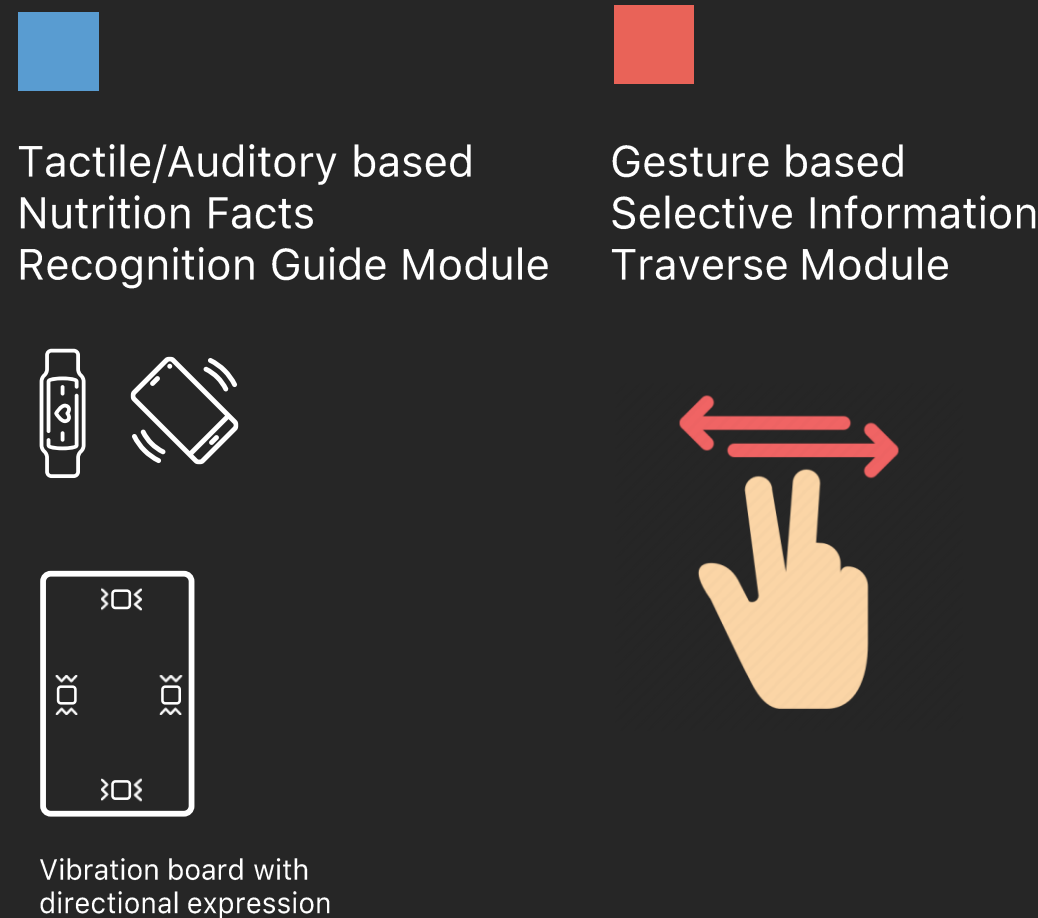 Tactile/Auditory based
Nutrition Facts
Recognition Guide Module
Gesture based
Selective Information
Traverse Module
Vibration board with
directional expression